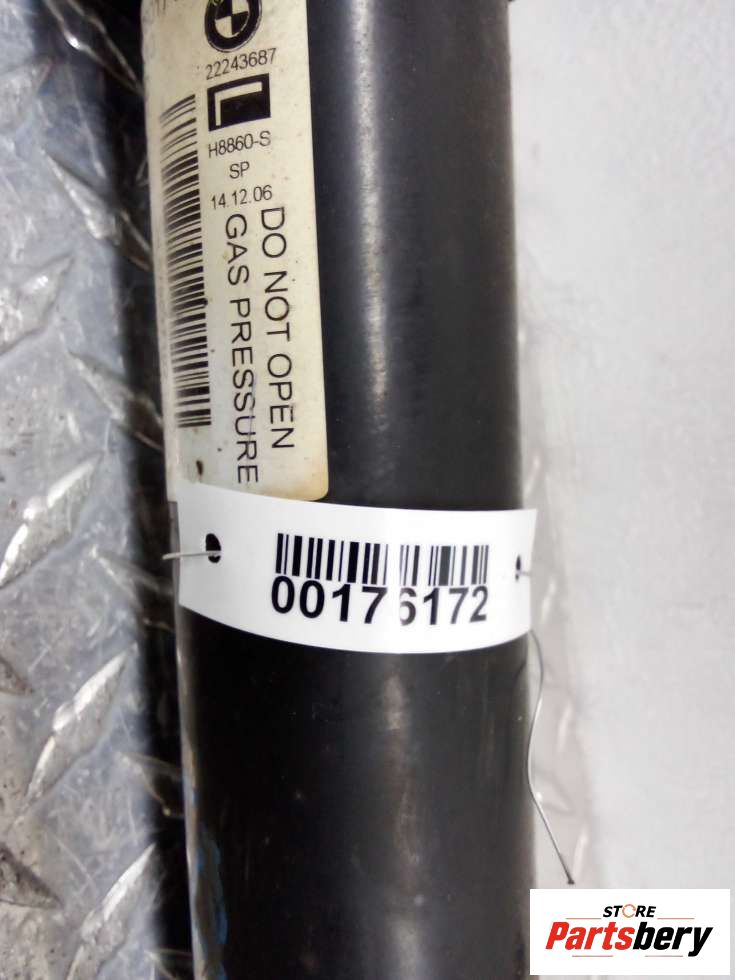 22243687
H8860-S
SP
14.12.06
DO NOT OPEN
GAS PRESSURE
00176172
STORE
Partsbery